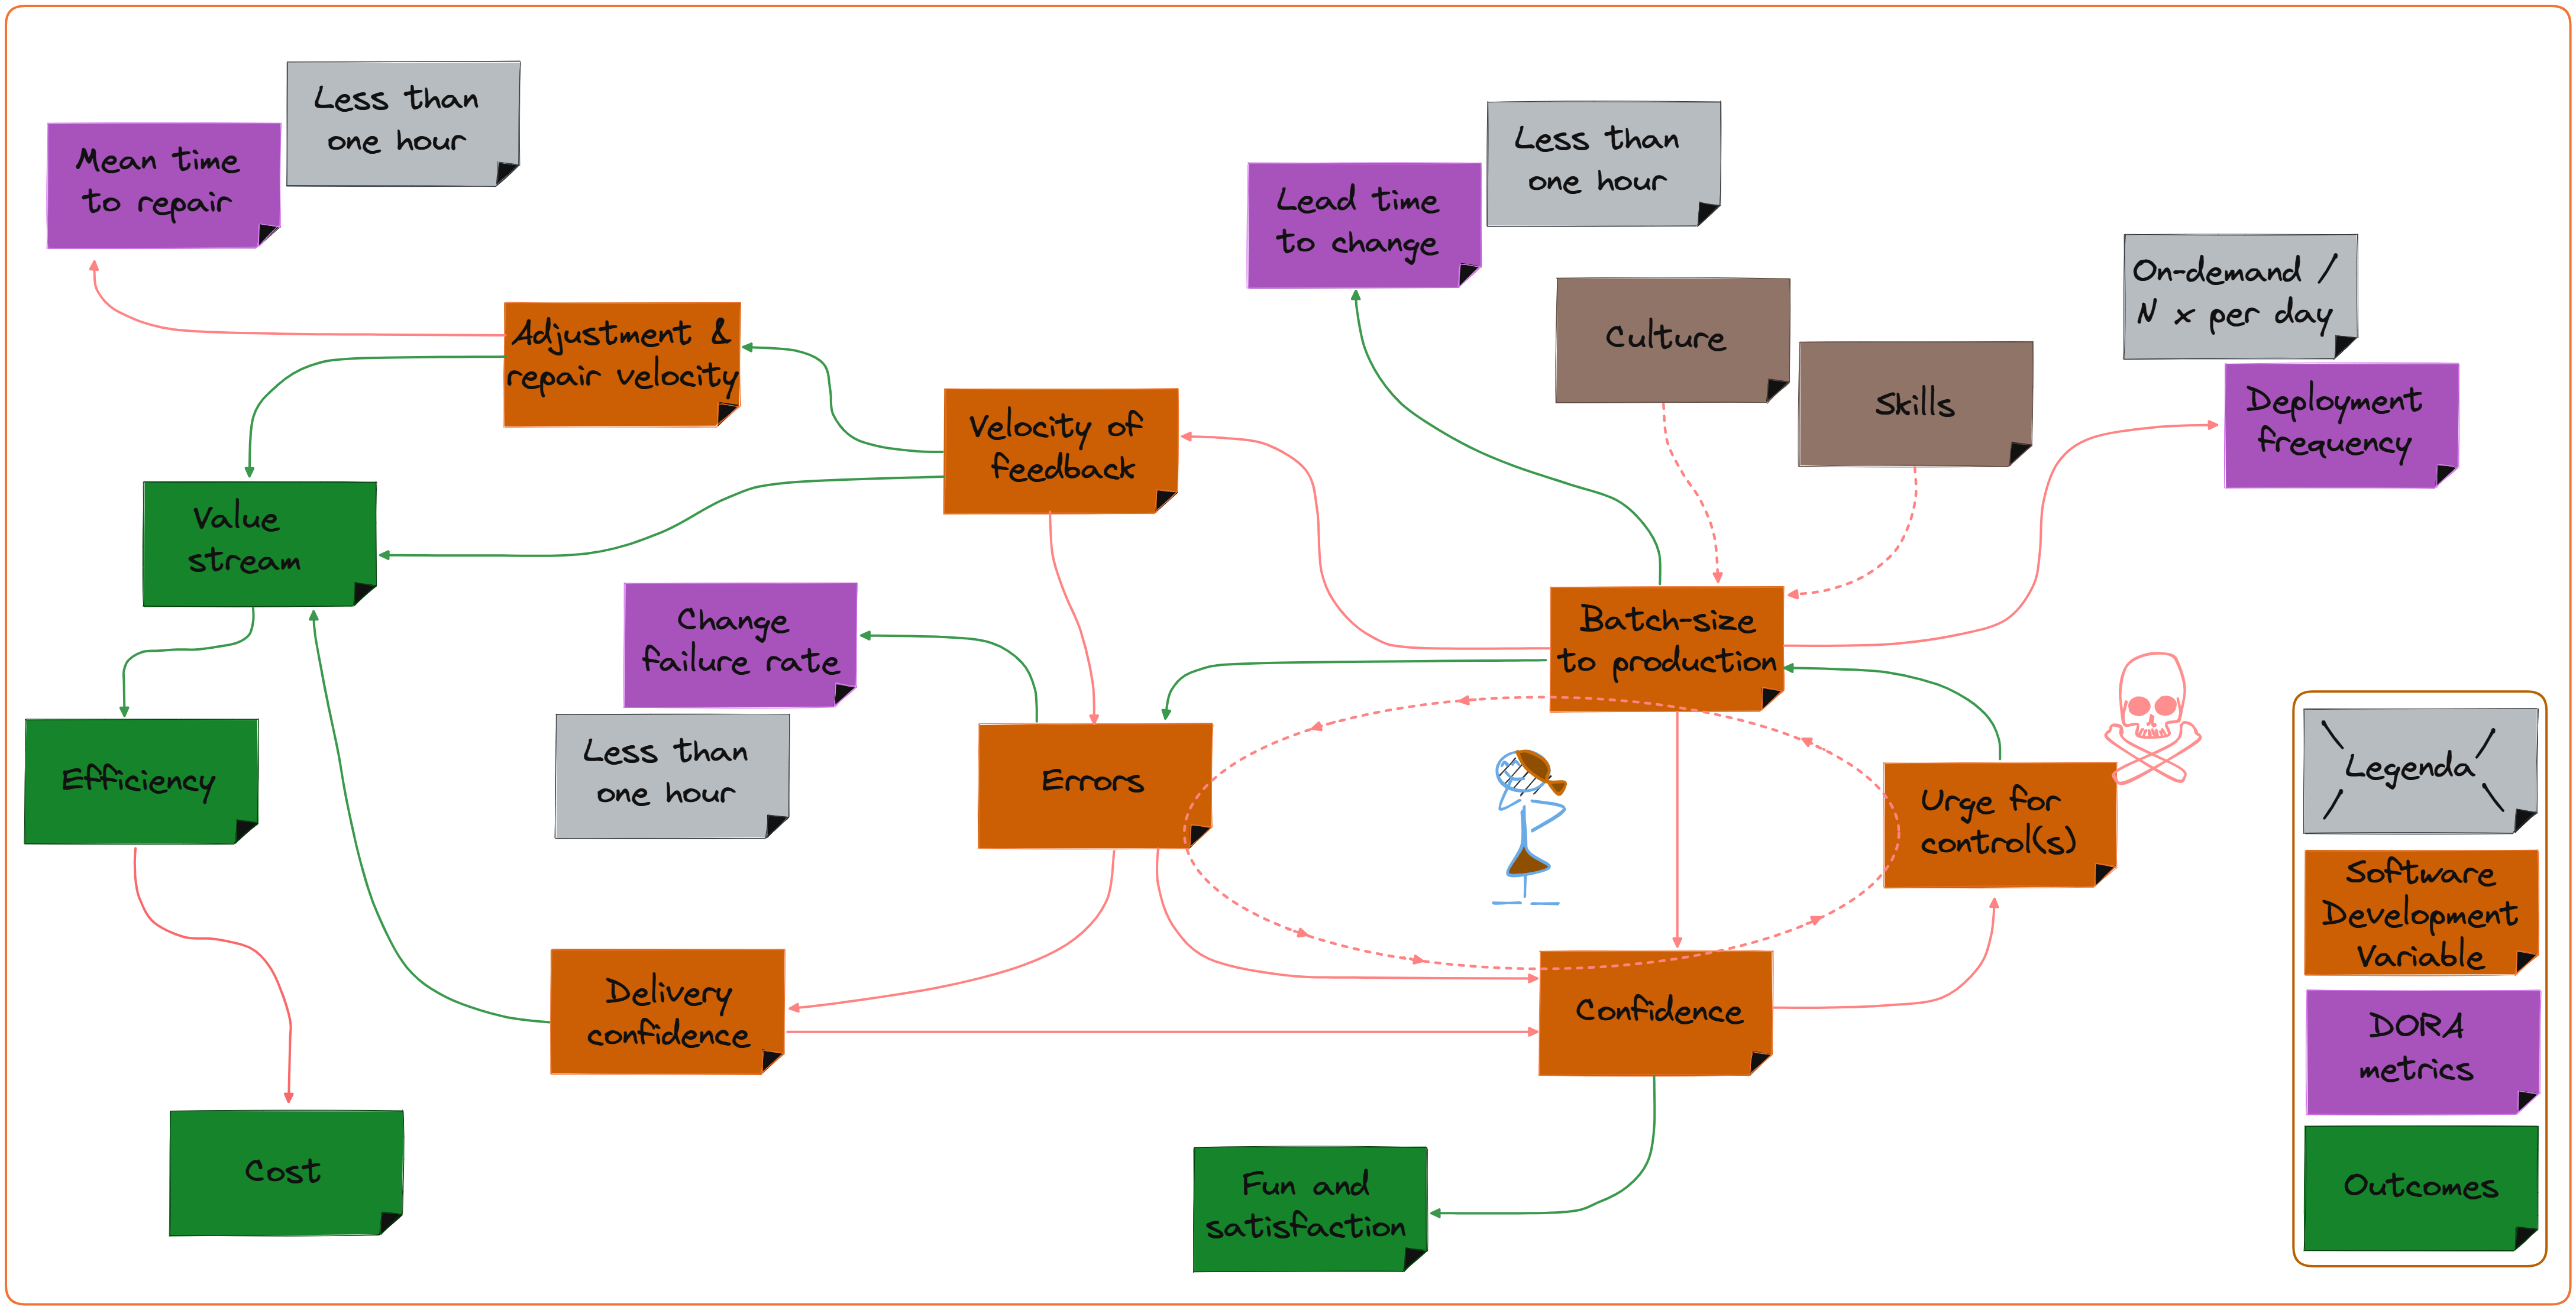 Less than
one hour
Mean time
to repair
Less than
one hour
Lead time
to change
On-demand /
N x per day
Culture
Skills
Deployment
frequency
Adjustment &
repair velocity
Velocity of
feedback
Value
stream
Change
failure rate
Batch-size
to production
Less than
one hour
Errors
Efficiency
Urge for
control(s)
Delivery
confidence
Confidence
Cost
Fun and
satisfaction
Legenda
Software
Development
Variable
DORA
metrics
Outcomes